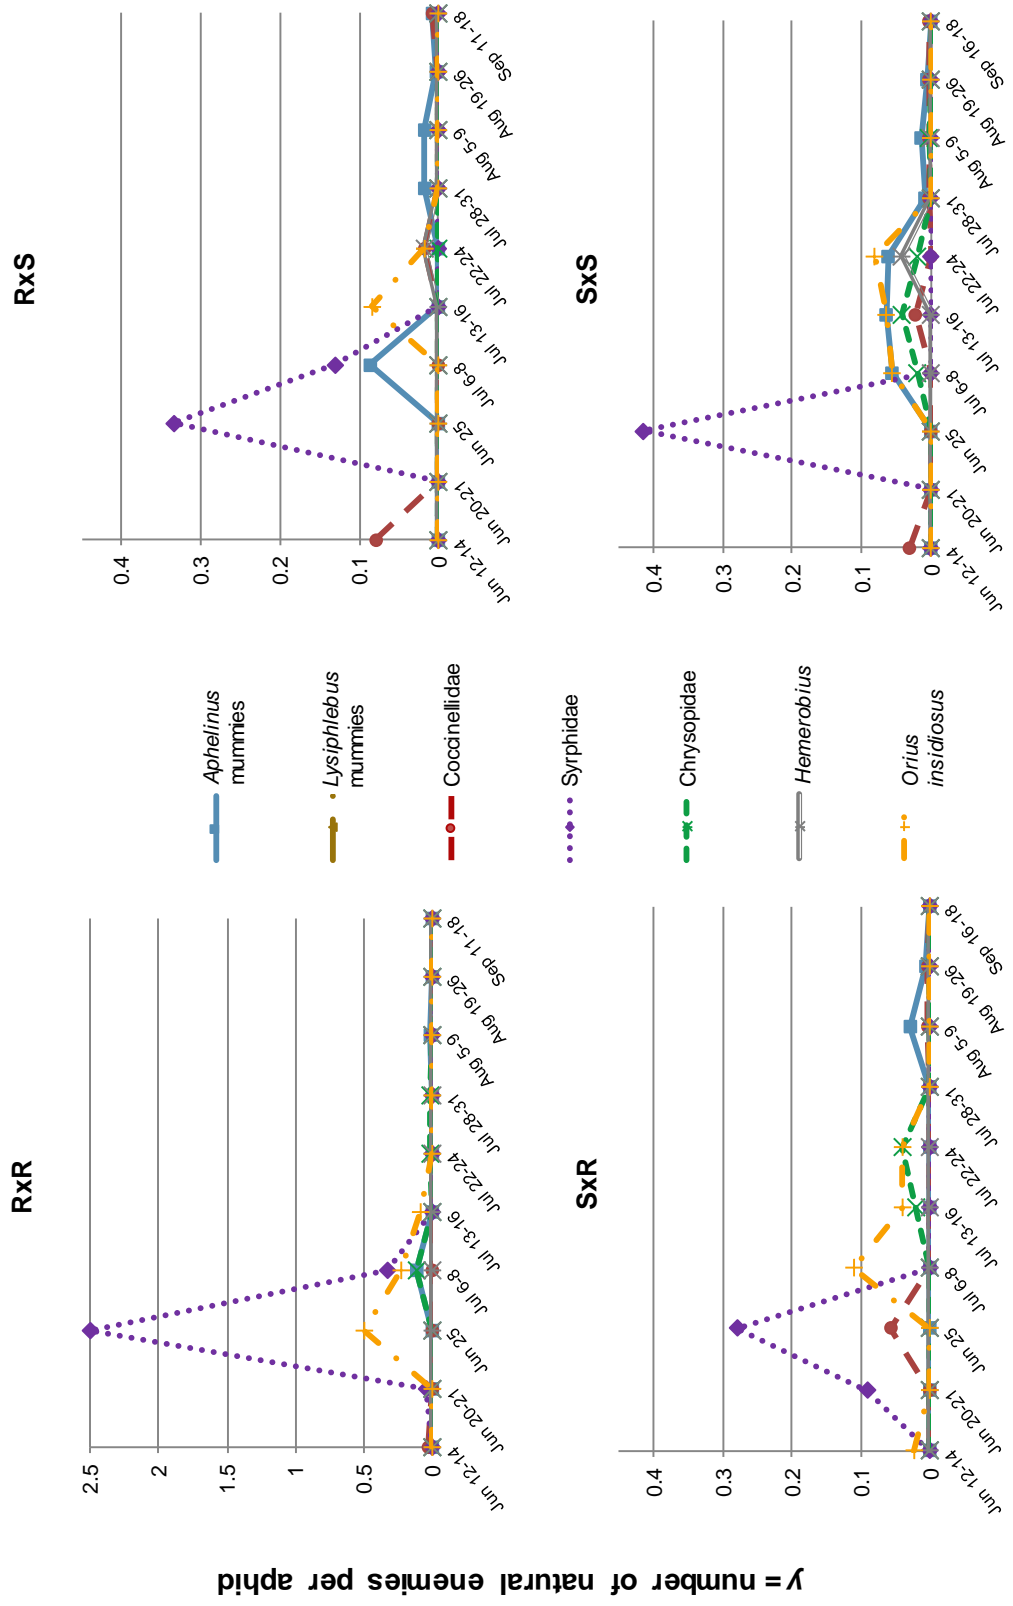 y = number of natural enemies per aphid
RxR
2.5
2
1.5
1
0.5
0
Jun 12-14
Jun 20-21
Jun 25
Jul 6-8
Jul 13-16
Jul 22-24
Jul 28-31
Aug 5-9
Aug 19-26
Sep 11-18
RxS
0.4
0.3
0.2
0.1
0
Jun 12-14
Jun 20-21
Jun 25
Jul 6-8
Jul 13-16
Jul 22-24
Jul 28-31
Aug 5-9
Aug 19-26
Sep 11-18
Aphelinus
mummies
Lysiphlebus
mummies
Coccinellidae
Syrphidae
Chrysopidae
Hemerobius
Orius
insidiosus
SxR
0.4
0.3
0.2
0.1
0
Jun 12-14
Jun 20-21
Jun 25
Jul 6-8
Jul 13-16
Jul 22-24
Jul 28-31
Aug 5-9
Aug 19-26
Sep 16-18
SxS
0.4
0.3
0.2
0.1
0
Jun 12-14
Jun 20-21
Jun 25
Jul 6-8
Jul 13-16
Jul 22-24
Jul 28-31
Aug 5-9
Aug 19-26
Sep 16-18